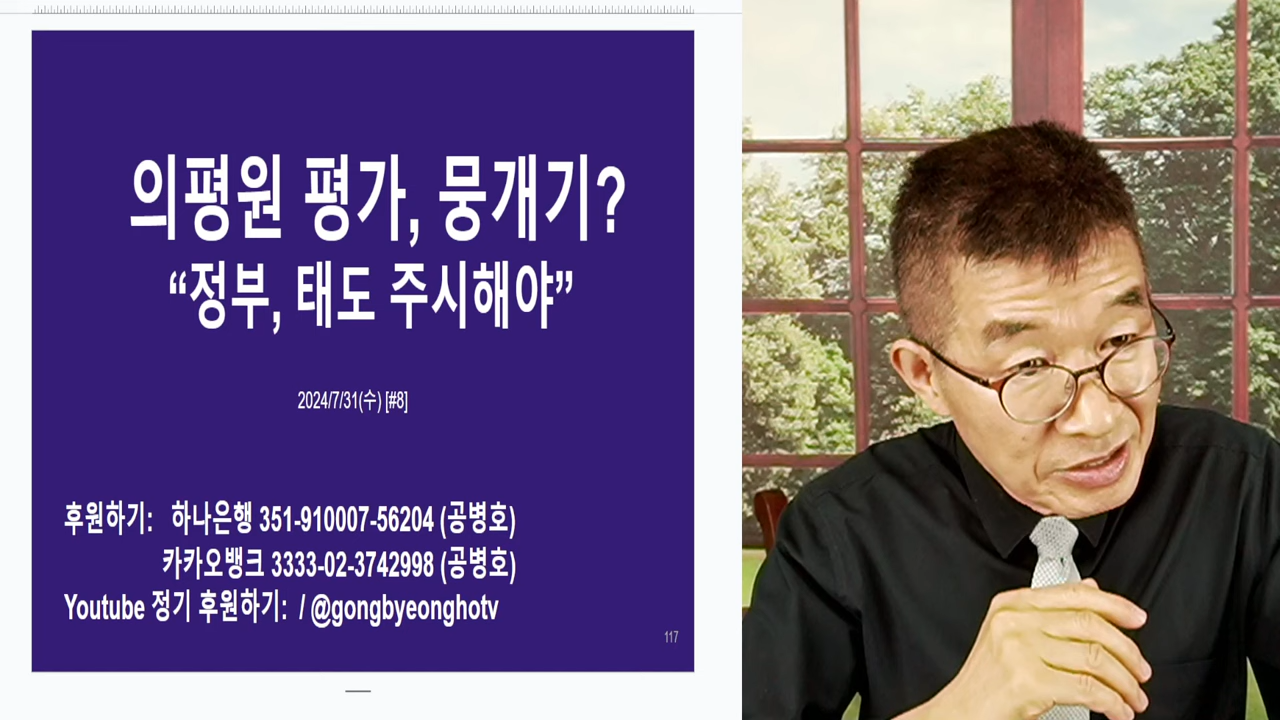 의평원 평가, 뭉개기?
“정부, 태도 주시해야”
2024/7/31(수) [#8]
후원하기: 하나은행 351-910007-56204 (공병호)
카카오뱅크 3333-02-3742998 (공병호)
Youtube 정기 후원하기: / @gongbyeonghotv
117